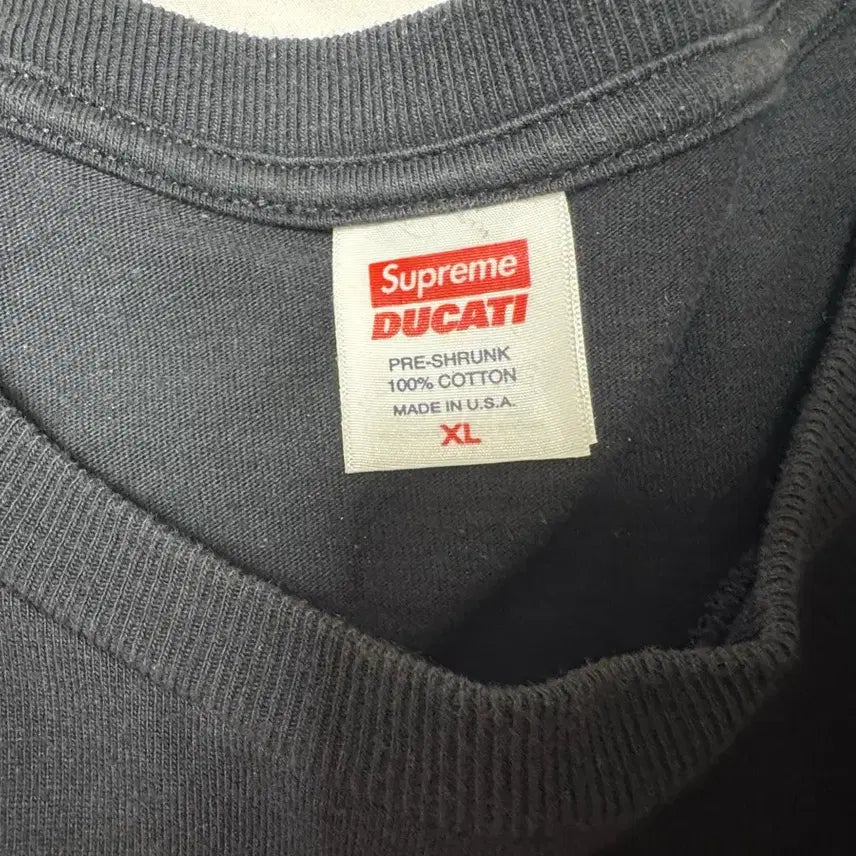 Supreme
DUCATI
PRE-SHRUNK
100% COTTON
MADE IN U.S.A.
XL